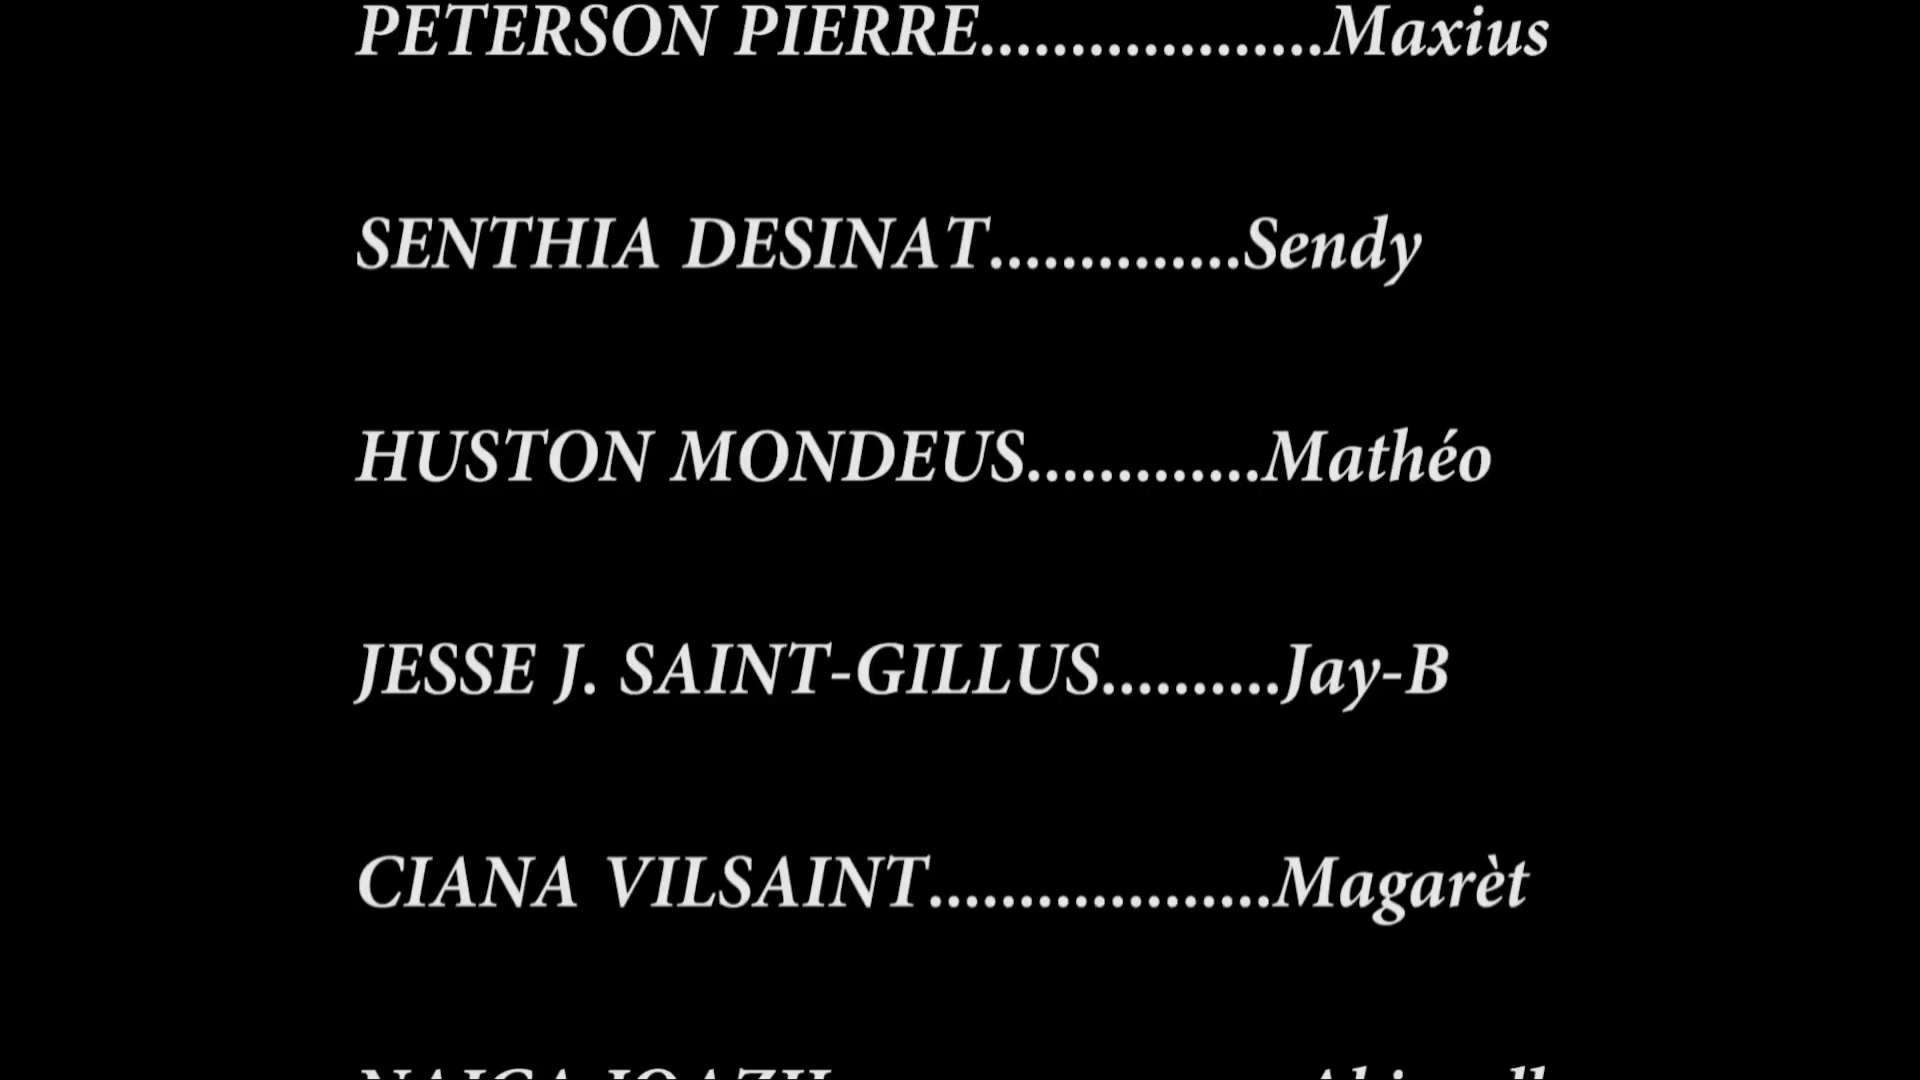 PETERSON PIERRE...................Maxius
SENTHIA DESINAT..............Sendy
HUSTON MONDEUS.............Mathéo
JESSE J. SAINT-GILLUS..........Jay-B
CIANA VILSAINT...................Magarèt